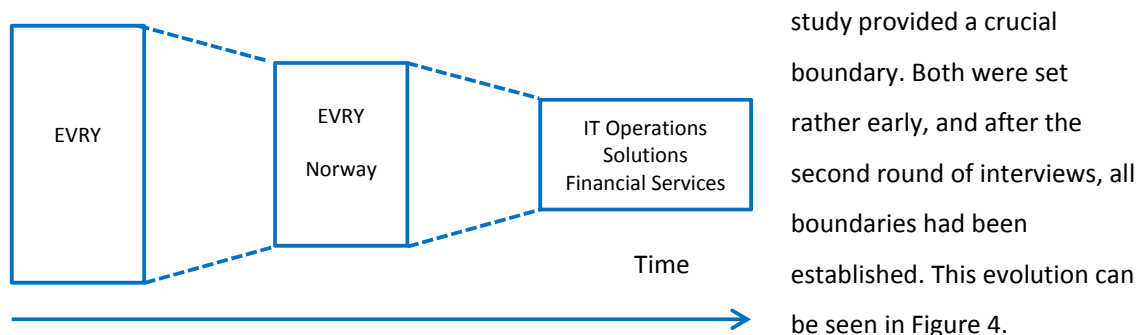 EVRY
EVRY
Norway
IT Operations
Solutions
Financial Services
Time
study provided a crucial
boundary. Both were set
rather early, and after the
second round of interviews, all
boundaries had been
established. This evolution can
be seen in Figure 4.